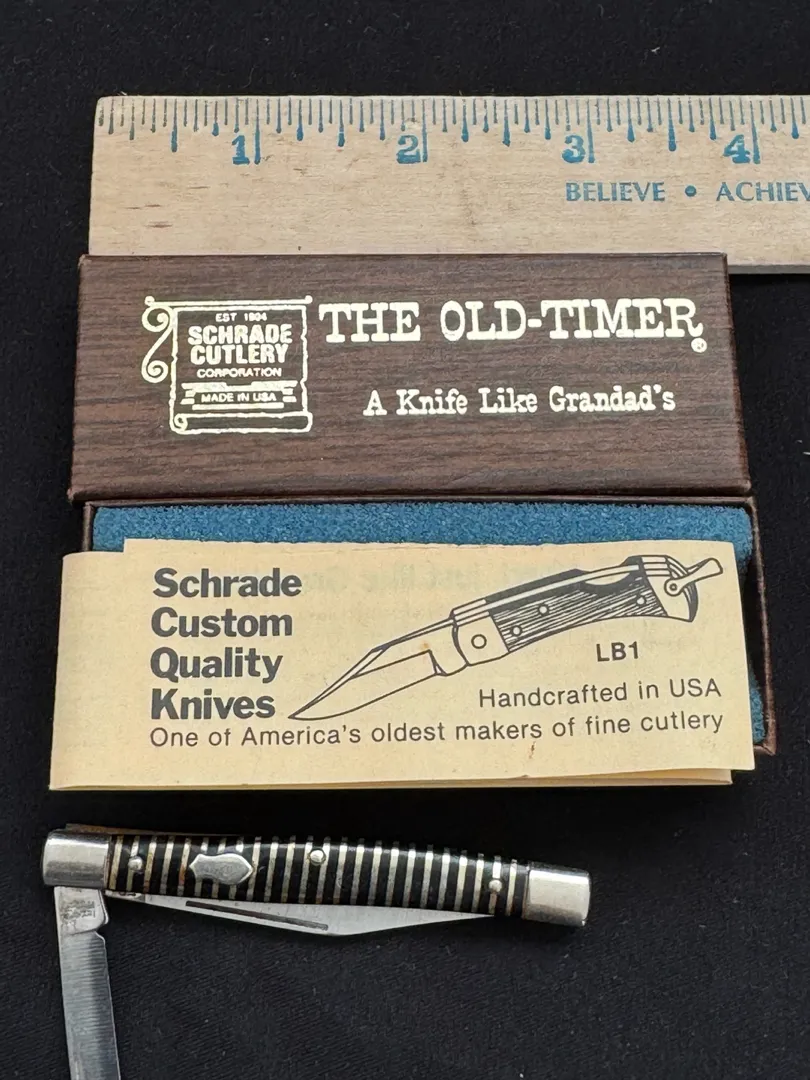 1 2 3 4
BELIEVE • ACHIEV
EST 1904
SCHRADE
CUTLERY
CORPORATION
MADE IN USA
THE OLD-TIMER®
A Knife Like Grandad's
Schrade
Custom
Quality
Knives
LB1
Handcrafted in USA
One of America's oldest makers of fine cutlery